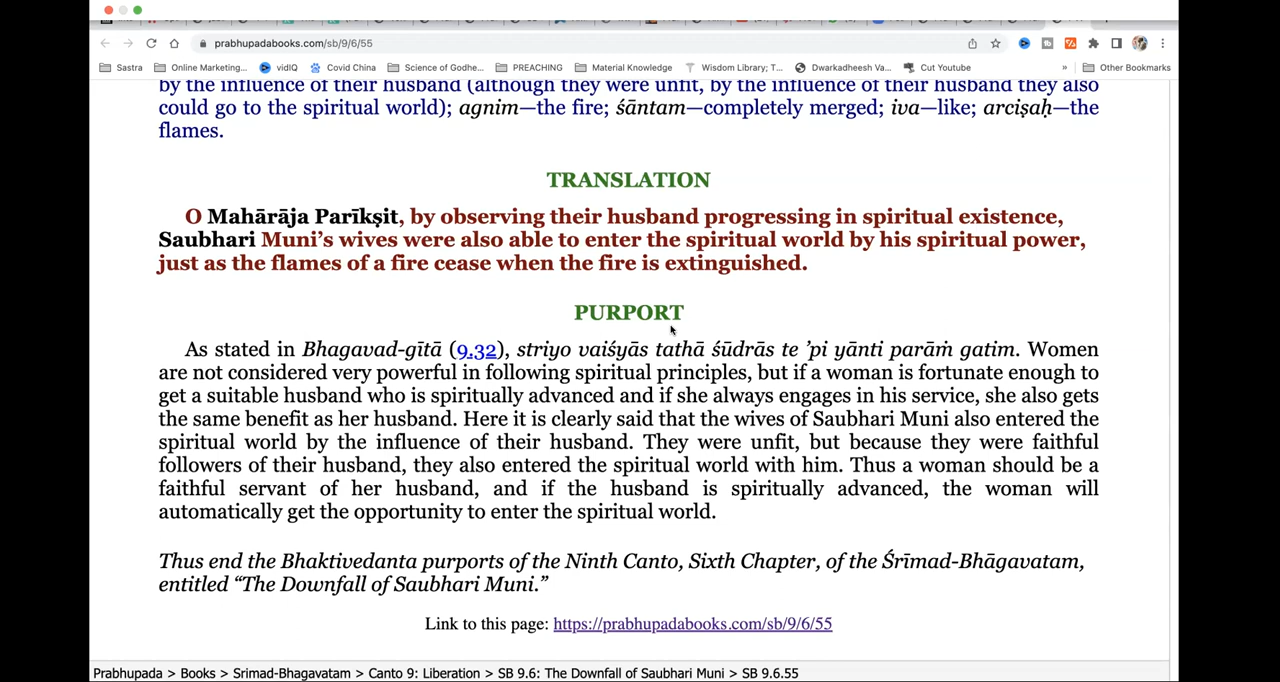 prabhupadabooks.com/sb/9/6/55
Sastra Online Marketing... vidIQ Covid China Science of Godhe... PREACHING Material Knowledge Wisdom Library; T... Dwarkadheesh Va... Cut Youtube » Other Bookmarks
by the influence of their husband (although they were unfit, by the influence of their husband they also
could go to the spiritual world); agnim—the fire; śāntam—completely merged; iva—like; arciṣaḥ—the
flames.
TRANSLATION
O Mahārāja Parīkṣit, by observing their husband progressing in spiritual existence,
Saubhari Muni’s wives were also able to enter the spiritual world by his spiritual power,
just as the flames of a fire cease when the fire is extinguished.
PURPORT
As stated in Bhagavad-gītā (9.32), striyo vaiśyās tathā śūdrās te ’pi yānti parāṁ gatim. Women
are not considered very powerful in following spiritual principles, but if a woman is fortunate enough to
get a suitable husband who is spiritually advanced and if she always engages in his service, she also gets
the same benefit as her husband. Here it is clearly said that the wives of Saubhari Muni also entered the
spiritual world by the influence of their husband. They were unfit, but because they were faithful
followers of their husband, they also entered the spiritual world with him. Thus a woman should be a
faithful servant of her husband, and if the husband is spiritually advanced, the woman will
automatically get the opportunity to enter the spiritual world.
Thus end the Bhaktivedanta purports of the Ninth Canto, Sixth Chapter, of the Śrīmad-Bhāgavatam,
entitled “The Downfall of Saubhari Muni.”
Link to this page: https://prabhupadabooks.com/sb/9/6/55
Prabhupada > Books > Srimad-Bhagavatam > Canto 9: Liberation > SB 9.6: The Downfall of Saubhari Muni > SB 9.6.55